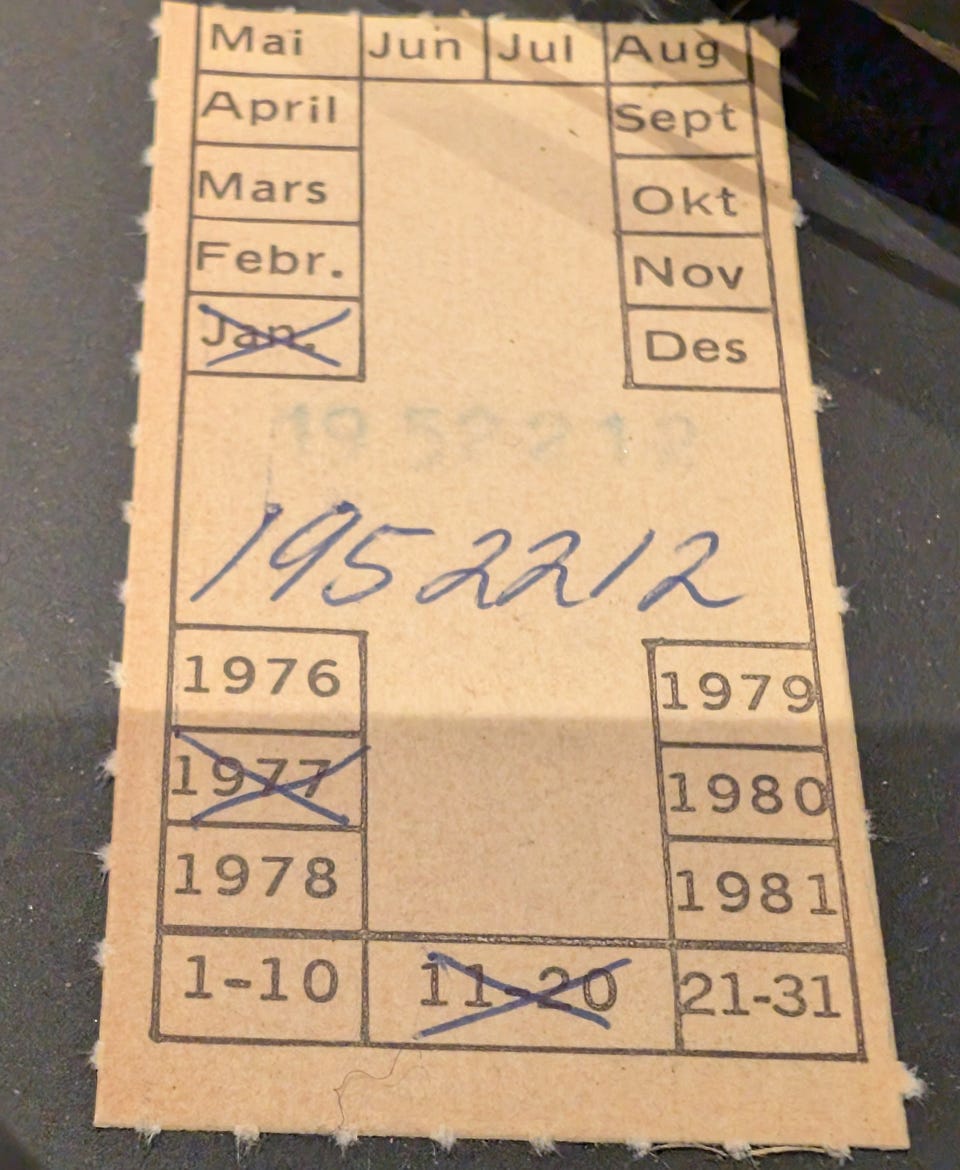 Mai Jun Jul Aug
April Sept
Mars Okt
Febr. Nov
Jan. Des
1952212
1952212
1976 1979
1977 1980
1978 1981
1-10 11-20 21-31